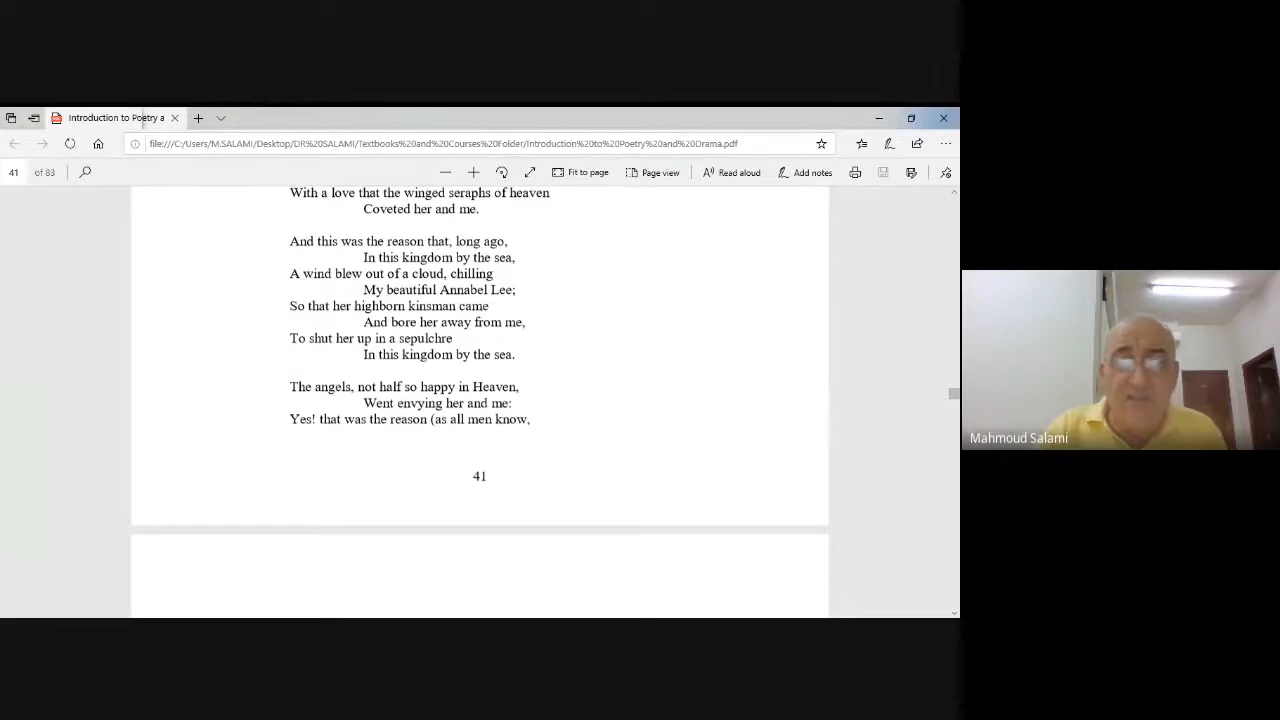 Introduction to Poetry a
file:///C:/Users/M.SALAMI/Desktop/DR%20SALAMI/Textbooks%20and%20Courses%20Folder/Introduction%20to%20Poetry%20and%20Drama.pdf
41 of 83 Fit to page Page view Read aloud Add notes
With a love that the winged seraphs of heaven
Coveted her and me.
And this was the reason that, long ago,
In this kingdom by the sea,
A wind blew out of a cloud, chilling
My beautiful Annabel Lee;
So that her highborn kinsman came
And bore her away from me,
To shut her up in a sepulchre
In this kingdom by the sea.
The angels, not half so happy in Heaven,
Went envying her and me:
Yes! that was the reason (as all men know,
41
Mahmoud Salami